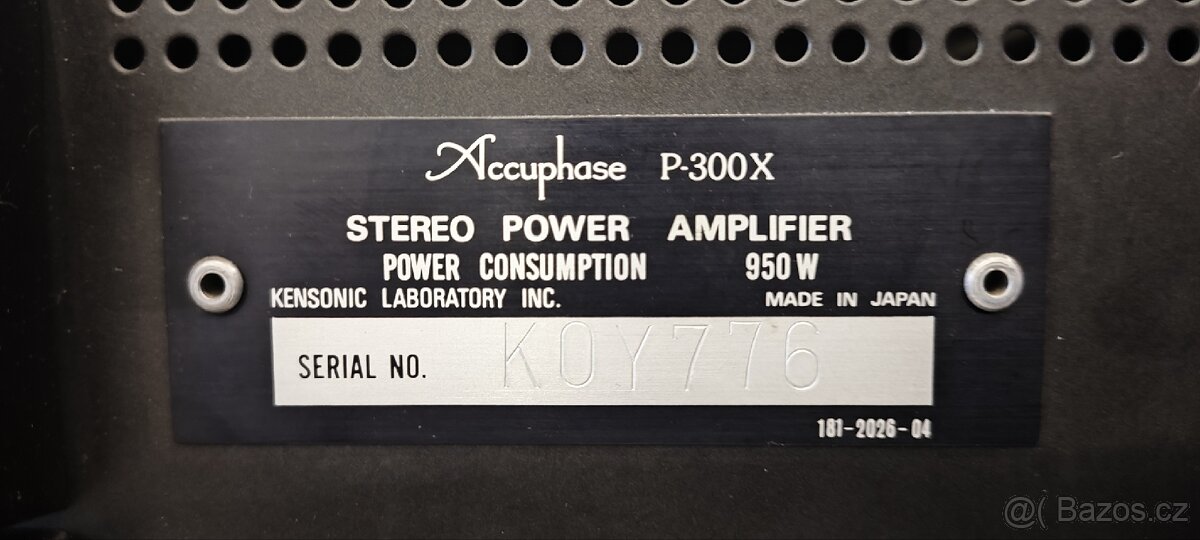 Accuphase P-300X
STEREO POWER AMPLIFIER
POWER CONSUMPTION 950 W
KENSONIC LABORATORY INC. MADE IN JAPAN
SERIAL NO. K0Y776
181-2026-04
@( Bazos.cz